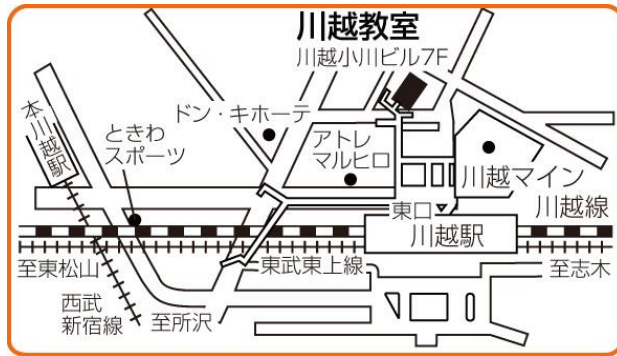 川越教室
川越小川ビル7F
本川越駅
ドン・キホーテ
ときわ
スポーツ
アトレ
マルヒロ
川越マイン
東口
川越線
川越駅
至東松山
東武東上線
至志木
西武
新宿線
至所沢